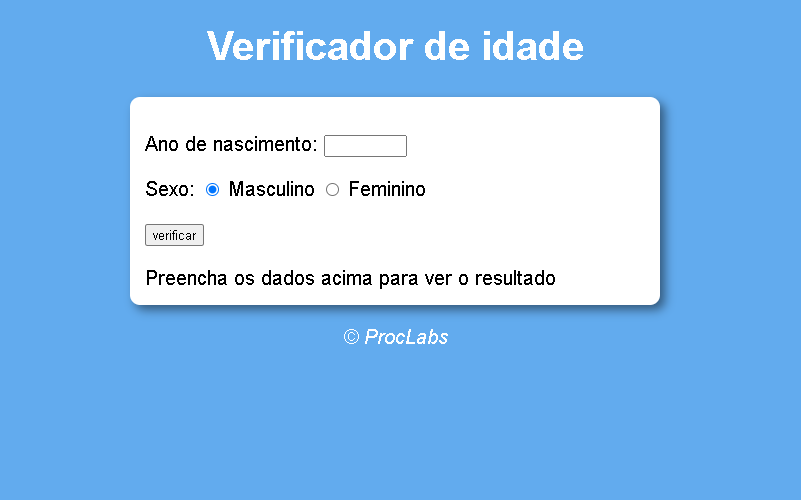 Verificador de idade
Ano de nascimento:
Sexo: Masculino Feminino
verificar
Preencha os dados acima para ver o resultado
© ProcLabs